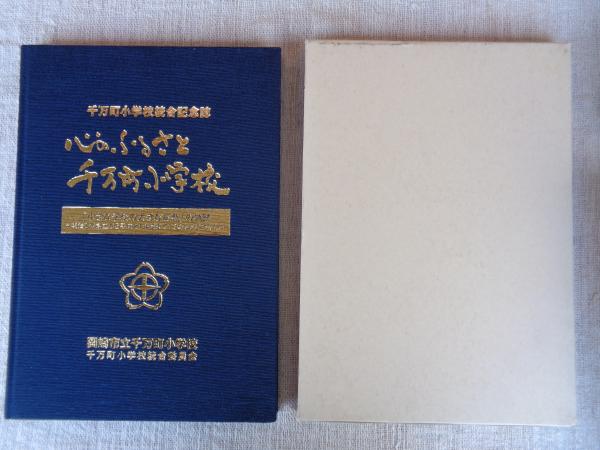 千万町小学校統合記念誌
心のふるさと
千万町小学校
岡崎市立千万町小学校
千万町小学校統合委員会